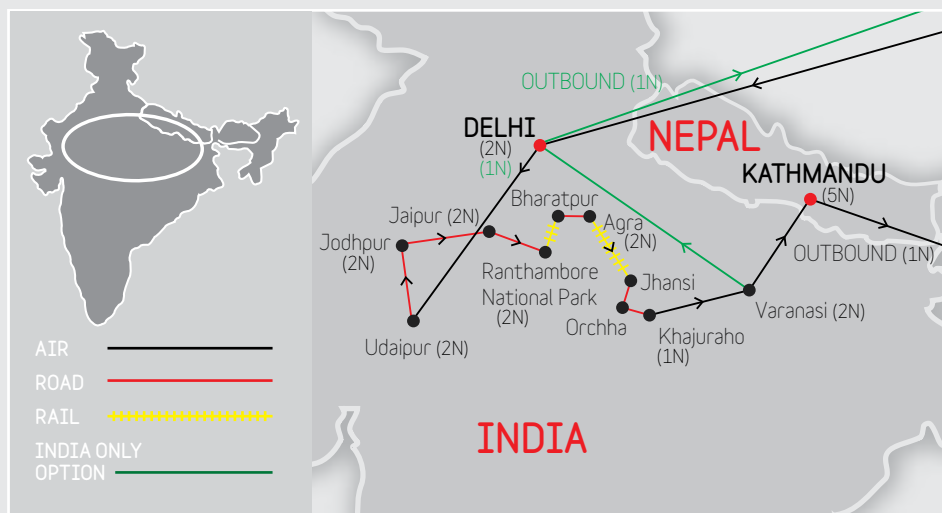 AIR
ROAD
RAIL
INDIA ONLY
OPTION
OUTBOUND (1N)
DELHI
(2N)
(1N)
NEPAL
KATHMANDU
(5N)
OUTBOUND (1N)
Bharatpur
Agra
(2N)
Jaipur (2N)
Jodhpur
(2N)
Ranthambore
National Park
(2N)
Jhansi
Orchha
Khajuraho
(1N)
Varanasi (2N)
Udaipur (2N)
INDIA